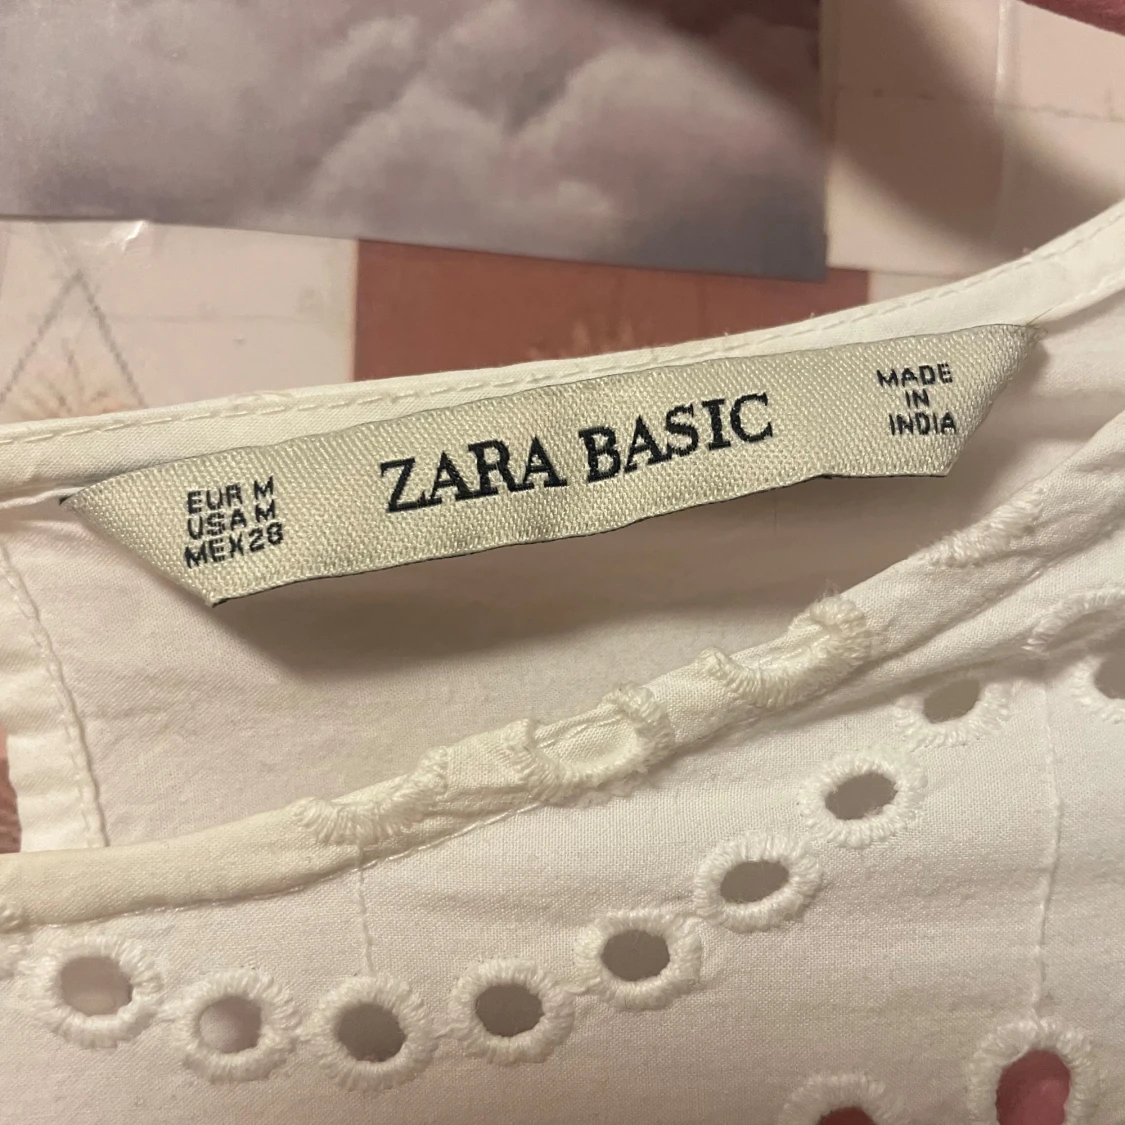 EUR M
USA M
MEX 28
ZARA BASIC
MADE
IN
INDIA